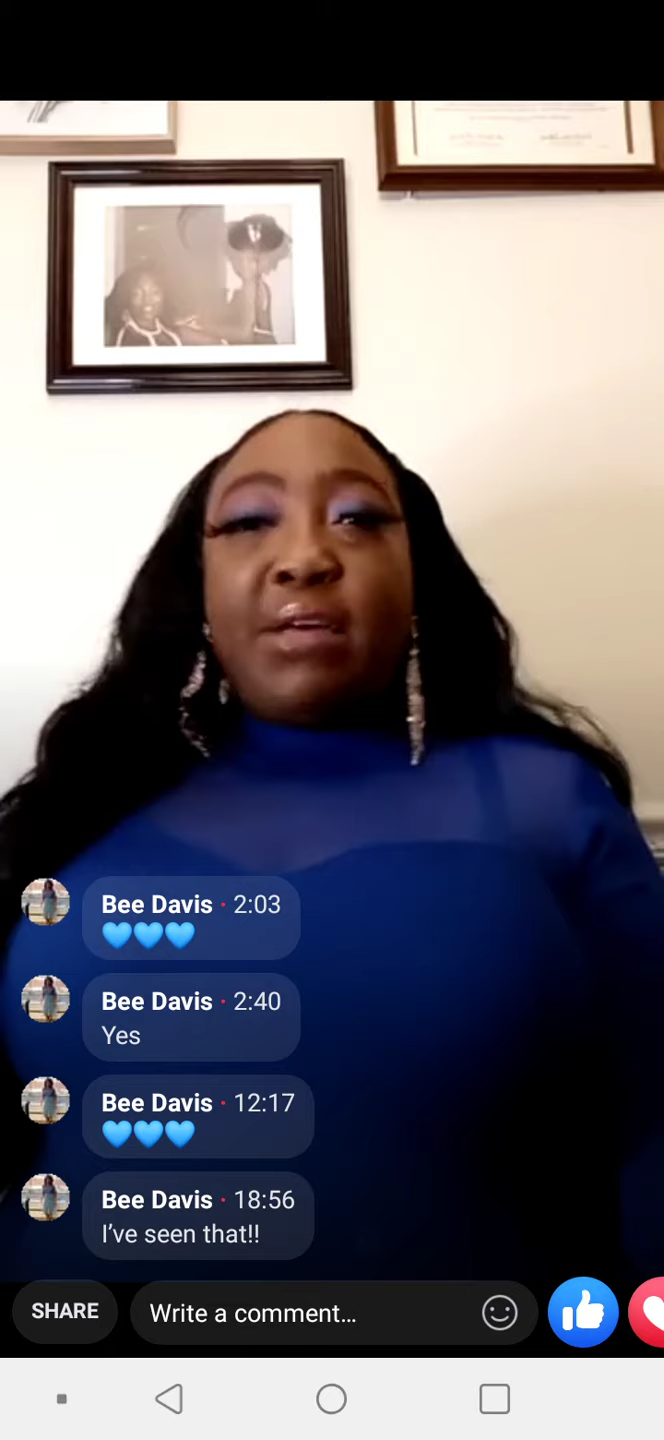 Bee Davis · 2:03
💙💙💙
Bee Davis · 2:40
Yes
Bee Davis · 12:17
💙💙💙
Bee Davis · 18:56
I've seen that!!
SHARE
Write a comment...